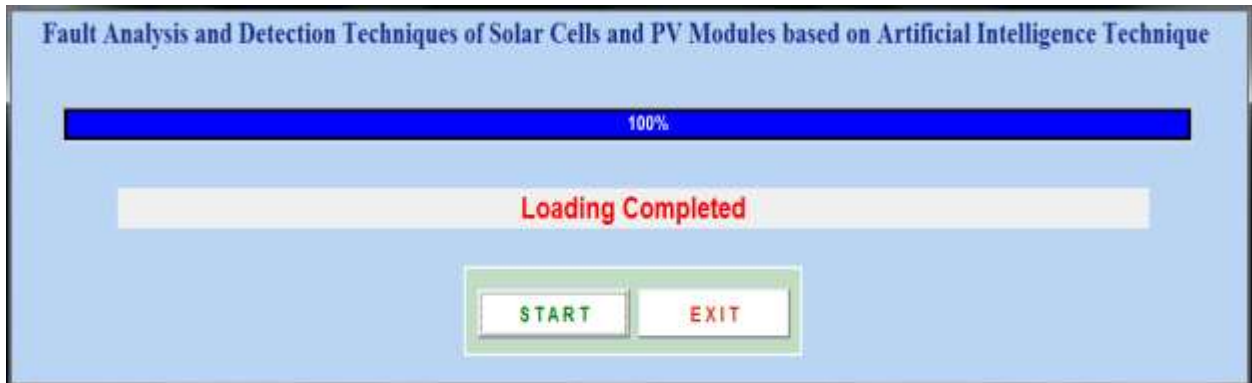 Fault Analysis and Detection Techniques of Solar Cells and PV Modules based on Artificial Intelligence Technique
100%
Loading Completed
START EXIT